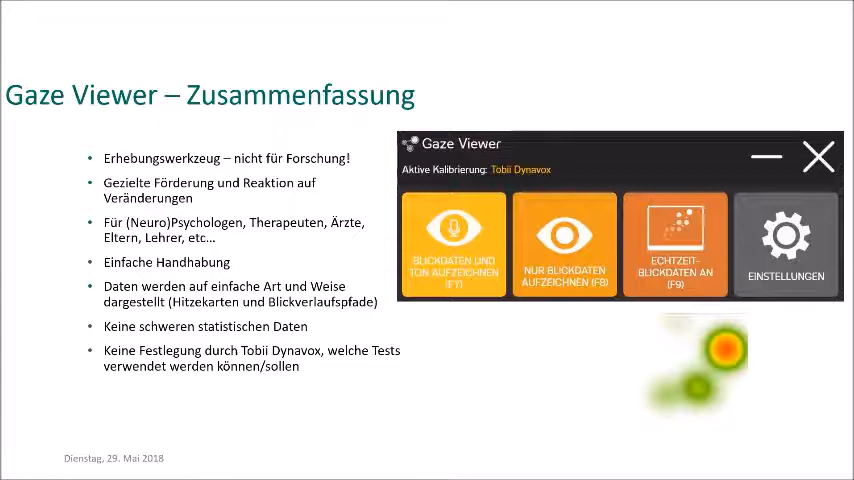 Gaze Viewer – Zusammenfassung
• Erhebungswerkzeug – nicht für Forschung!
• Gezielte Förderung und Reaktion auf
Veränderungen
• Für (Neuro)Psychologen, Therapeuten, Ärzte,
Eltern, Lehrer, etc...
• Einfache Handhabung
• Daten werden auf einfache Art und Weise
dargestellt (Hitzekarten und Blickverlaufspfade)
• Keine schweren statistischen Daten
• Keine Festlegung durch Tobii Dynavox, welche Tests
verwendet werden können/sollen
Gaze Viewer
Aktive Kalibrierung: Tobii Dynavox
BLICKDATEN UND
TON AUFZEICHNEN
(F7)
NUR BLICKDATEN
AUFZEICHNEN (F8)
ECHTZEIT-
BLICKDATEN AN
(F9)
EINSTELLUNGEN
Dienstag, 29. Mai 2018